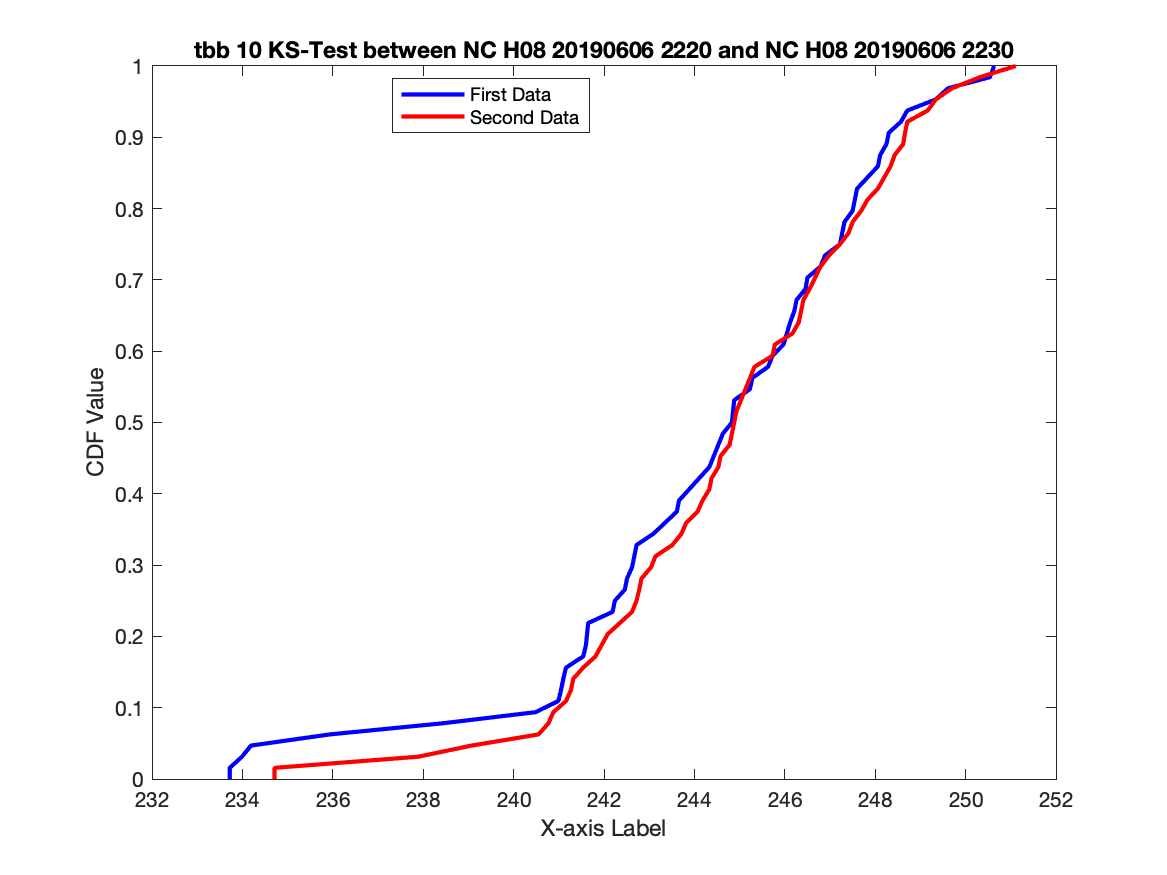 tbb 10 KS-Test between NC H08 20190606 2220 and NC H08 20190606 2230
First Data
Second Data
1
0.9
0.8
0.7
0.6
0.5
0.4
0.3
0.2
0.1
0
CDF Value
232 234 236 238 240 242 244 246 248 250 252
X-axis Label